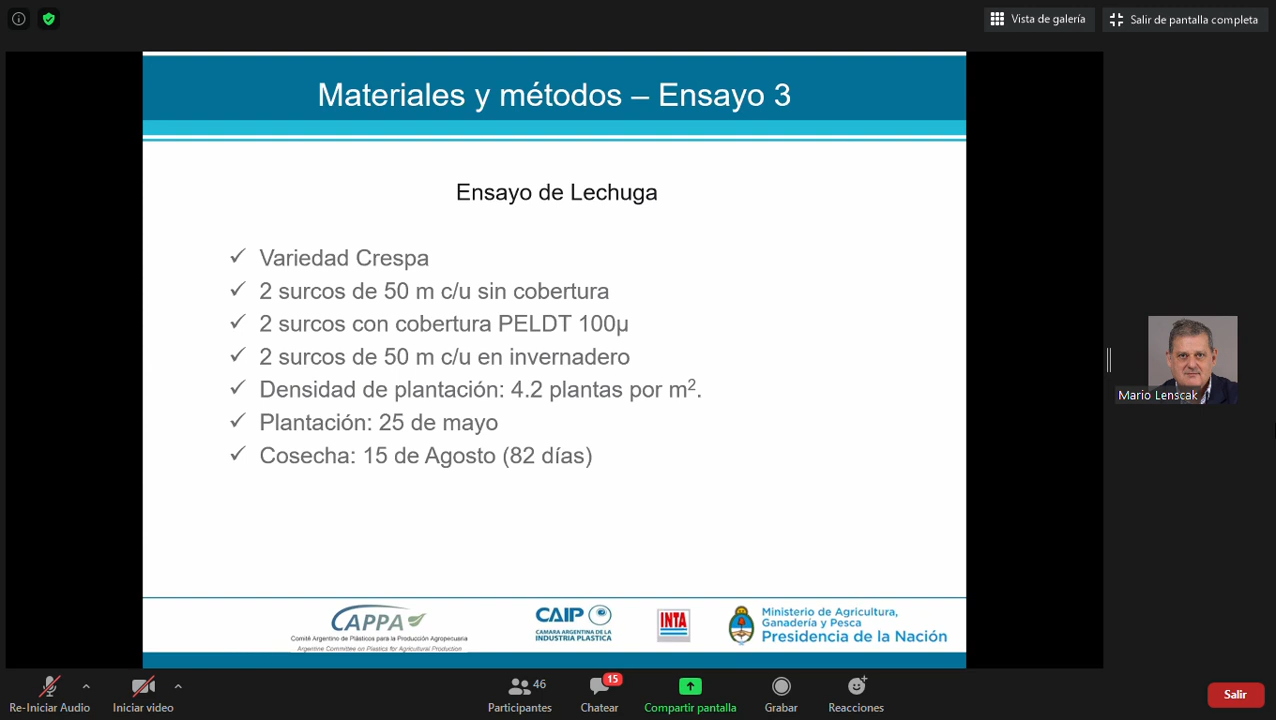 Vista de galería
Salir de pantalla completa
Materiales y métodos – Ensayo 3
Ensayo de Lechuga
✓ Variedad Crespa
✓ 2 surcos de 50 m c/u sin cobertura
✓ 2 surcos con cobertura PELDT 100µ
✓ 2 surcos de 50 m c/u en invernadero
✓ Densidad de plantación: 4.2 plantas por m².
✓ Plantación: 25 de mayo
✓ Cosecha: 15 de Agosto (82 días)
Mario Lenscak
CAPPA
Comité Argentino de Plásticos para la Producción Agropecuaria
Argentine Committee on Plastics for Agricultural Production
CAIP
CAMARA ARGENTINA DE LA
INDUSTRIA PLASTICA
INTA
Ministerio de Agricultura,
Ganadería y Pesca
Presidencia de la Nación
Re-Iniciar Audio
Iniciar video
46
Participantes
15
Chatear
Compartir pantalla
Grabar
Reacciones
Salir